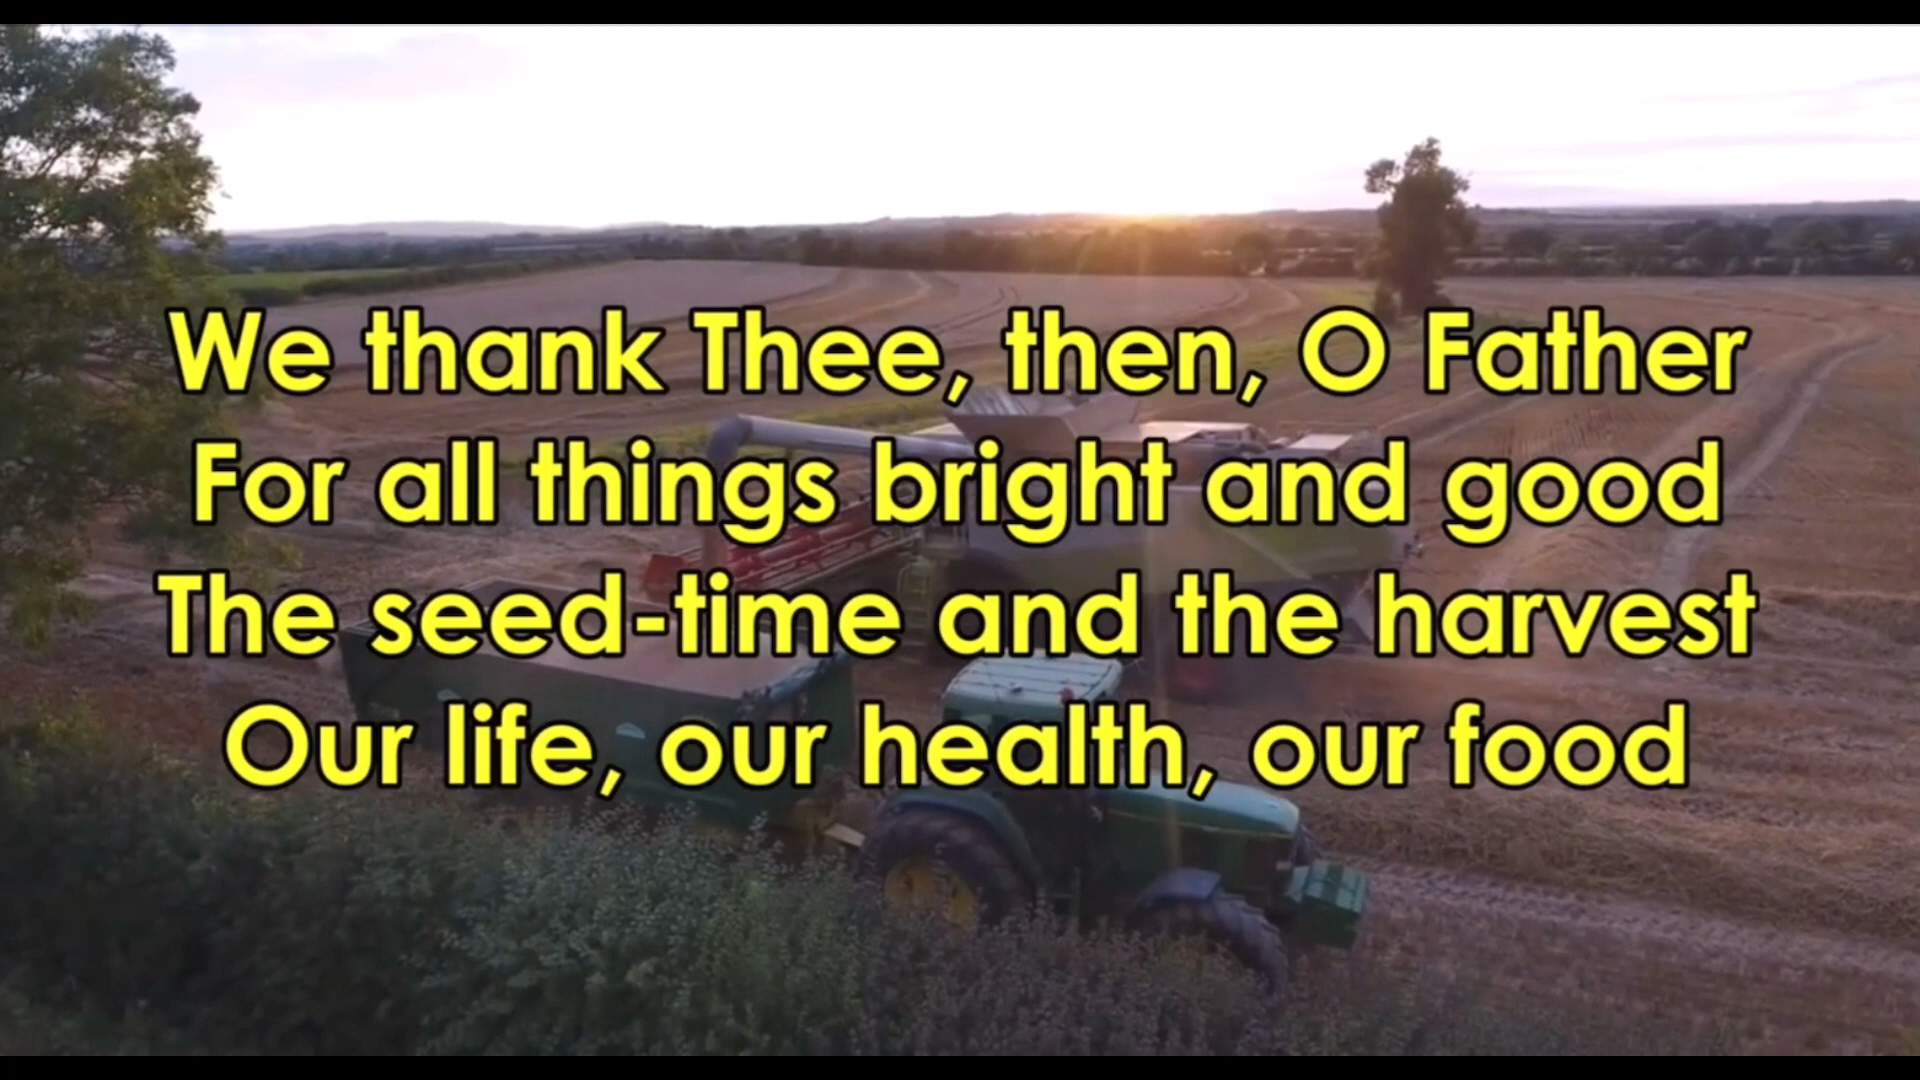 We thank Thee, then, O Father
For all things bright and good
The seed-time and the harvest
Our life, our health, our food